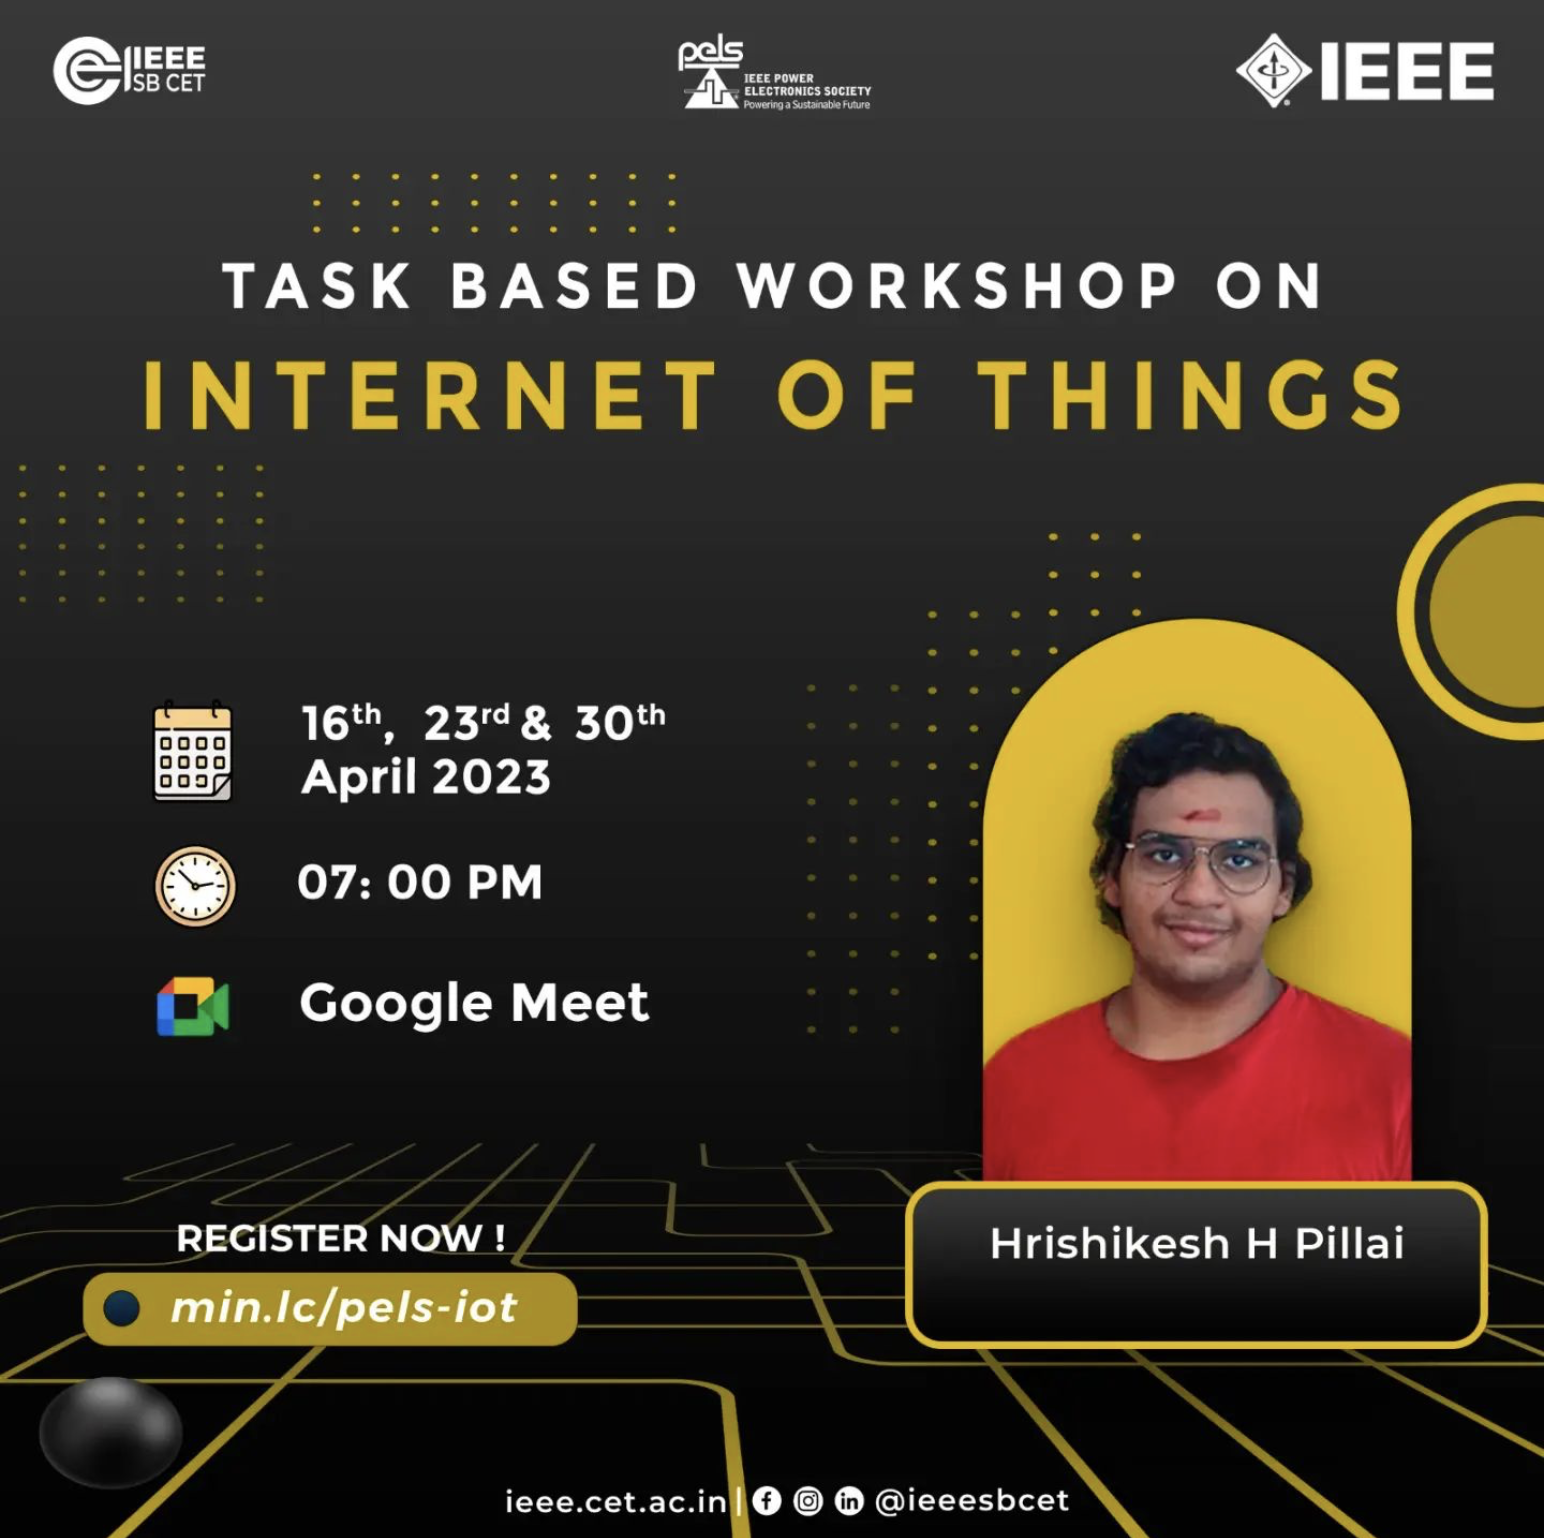 IEEE
SB CET
pels
IEEE POWER
ELECTRONICS SOCIETY
Powering a Sustainable Future
IEEE
TASK BASED WORKSHOP ON
INTERNET OF THINGS
16th, 23rd & 30th
April 2023
07: 00 PM
Google Meet
REGISTER NOW !
min.lc/pels-iot
Hrishikesh H Pillai
ieee.cet.ac.in | @ieeesbcet